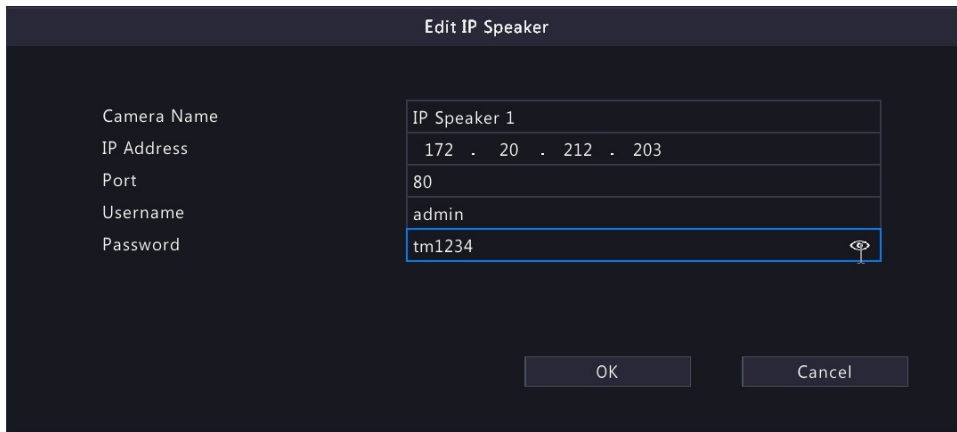 Edit IP Speaker
Camera Name IP Speaker 1
IP Address 172 . 20 . 212 . 203
Port 80
Username admin
Password tm1234
OK Cancel